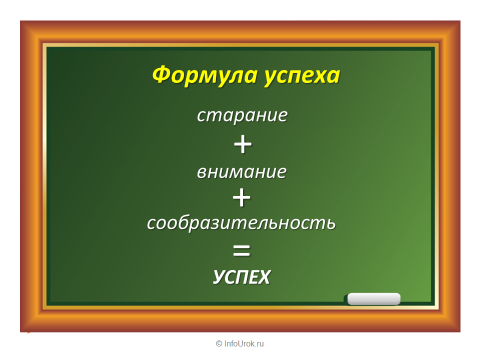 Формула успеха
старание
+
внимание
+
сообразительность
=
УСПЕХ
© InfoUrok.ru